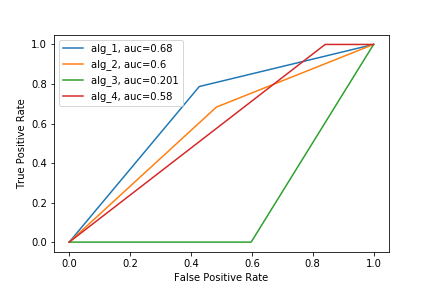 alg_1, auc=0.68
alg_2, auc=0.6
alg_3, auc=0.201
alg_4, auc=0.58
True Positive Rate
1.0
0.8
0.6
0.4
0.2
0.0
0.0 0.2 0.4 0.6 0.8 1.0
False Positive Rate